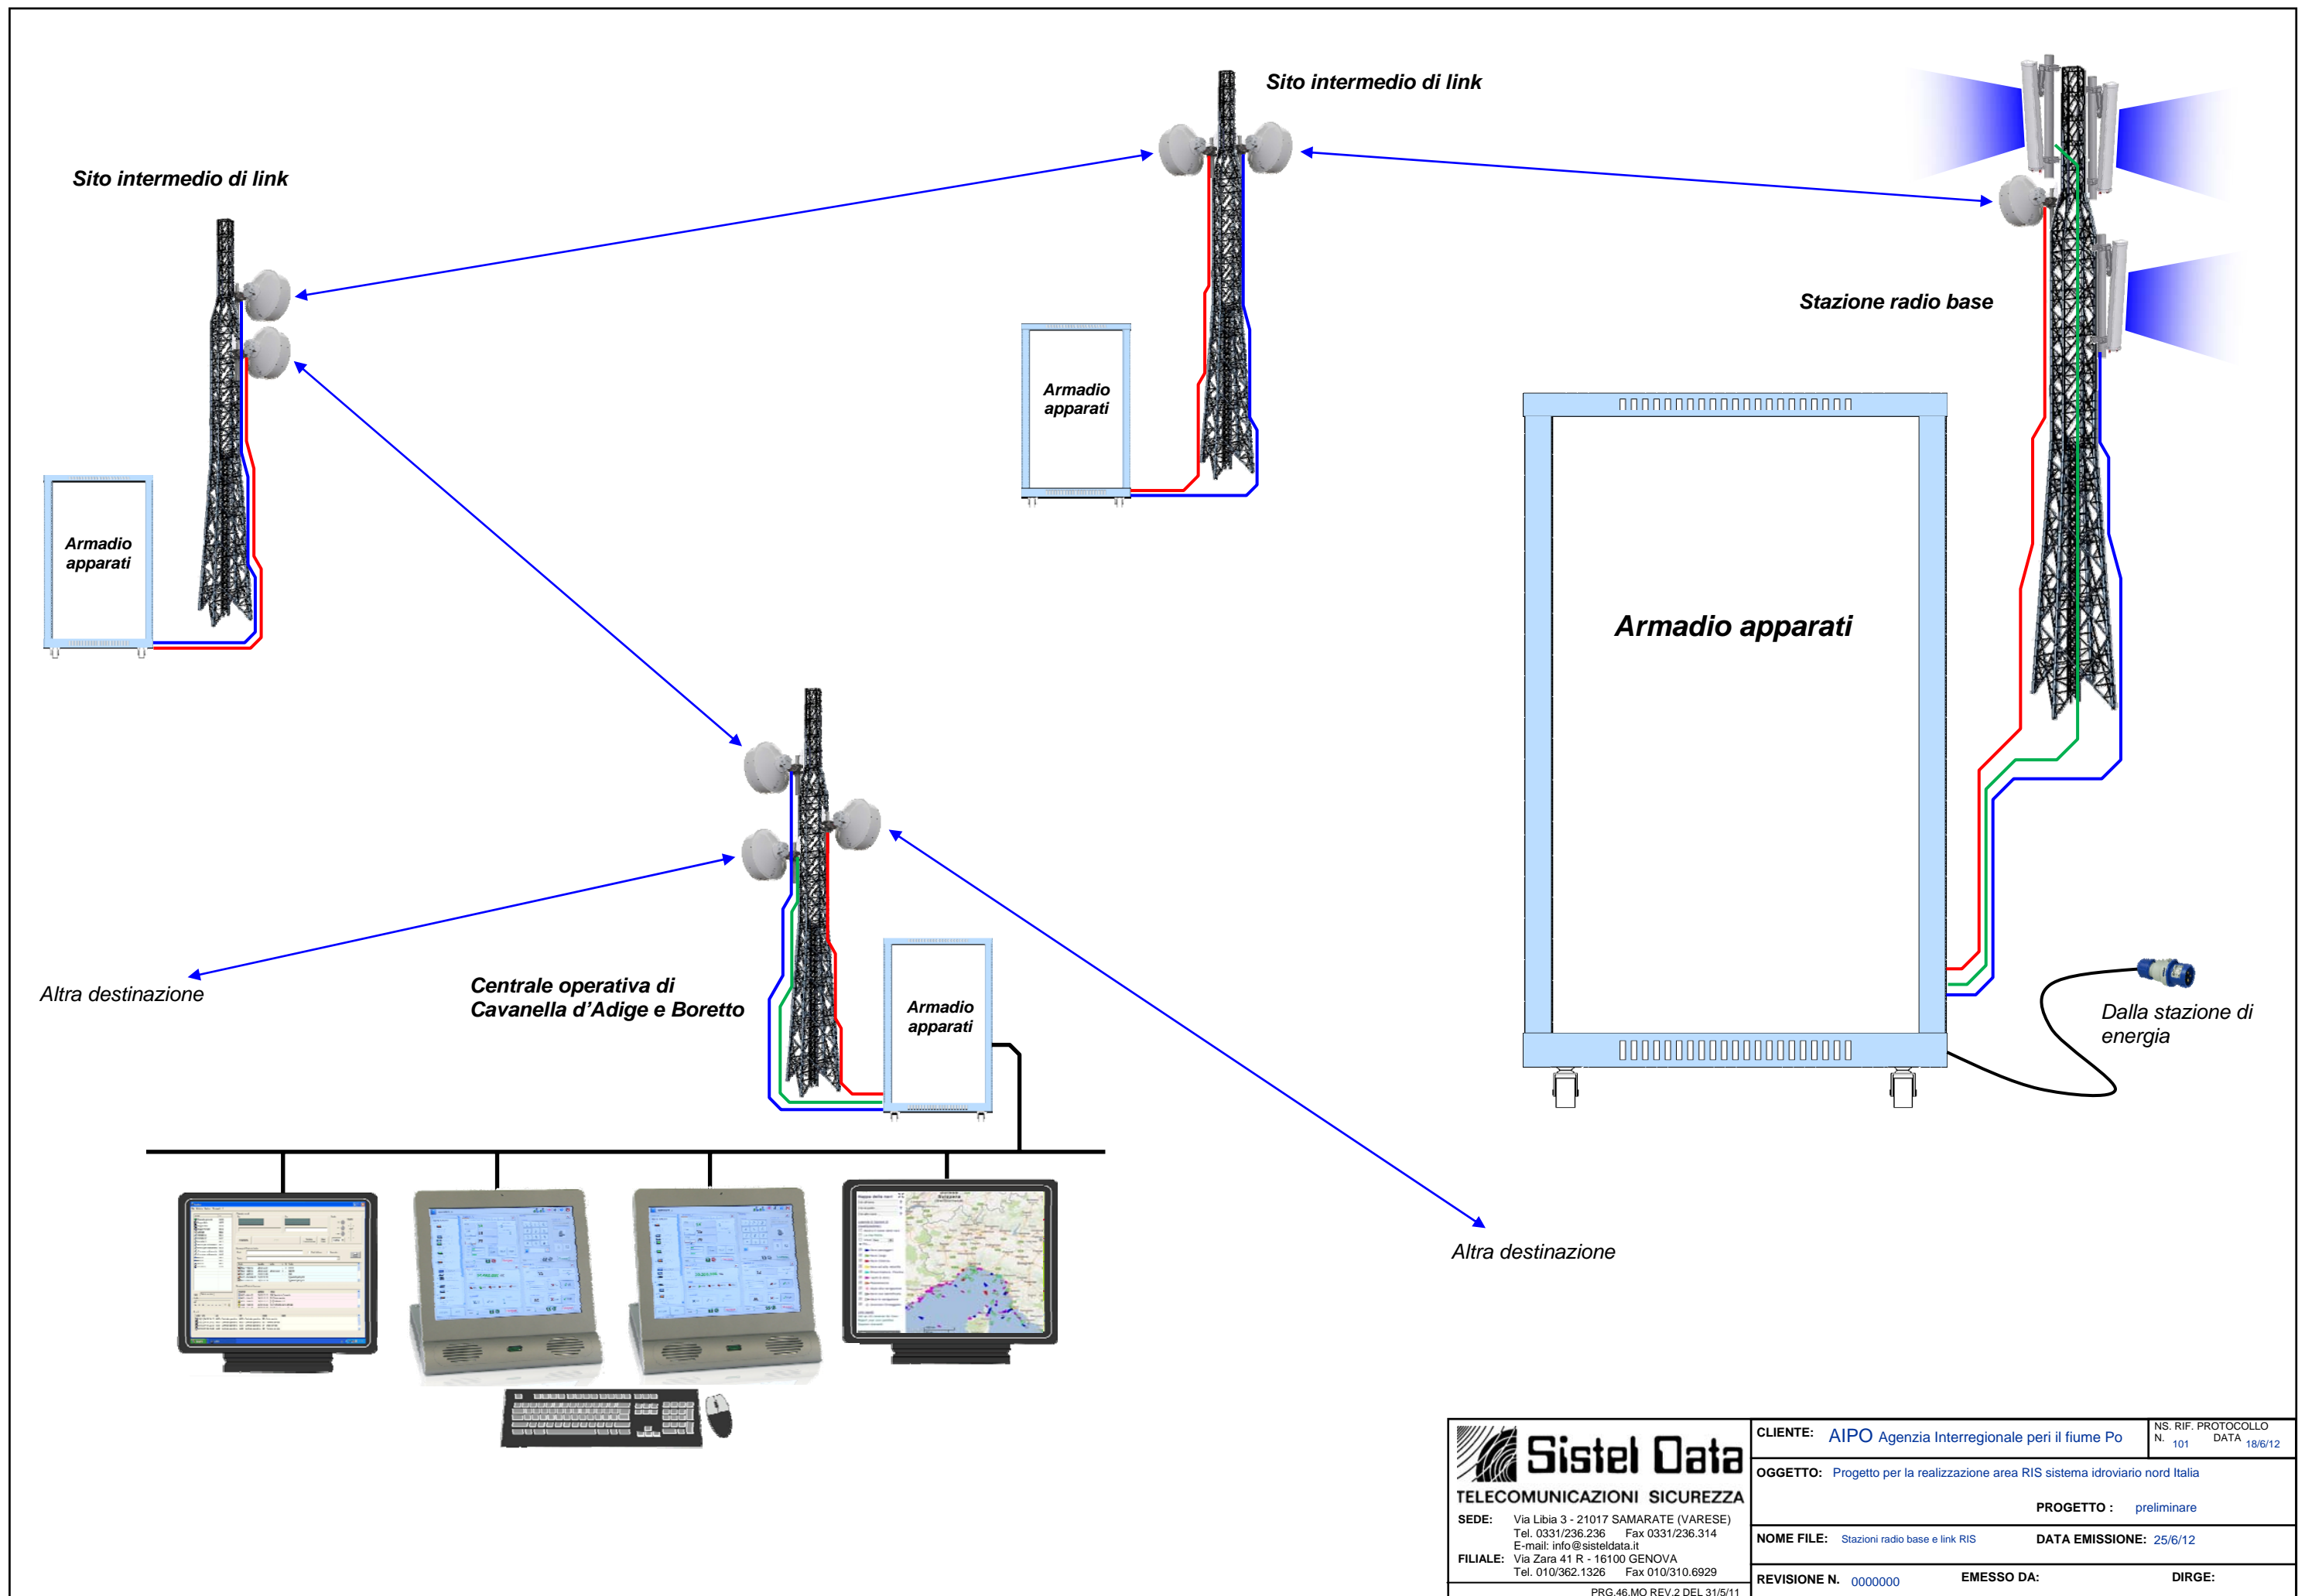 Sito intermedio di link
Sito intermedio di link
Stazione radio base
Armadio
apparati
Armadio
apparati
Armadio apparati
Altra destinazione
Centrale operativa di
Cavanella d'Adige e Boretto
Armadio
apparati
Dalla stazione di
energia
Altra destinazione
Sistel Data
TELECOMUNICAZIONI SICUREZZA
SEDE: Via Libia 3 - 21017 SAMARATE (VARESE)
Tel. 0331/236.236 Fax 0331/236.314
E-mail: info@sisteldata.it
FILIALE: Via Zara 41 R - 16100 GENOVA
Tel. 010/362.1326 Fax 010/310.6929
PRG.46.MO REV.2 DEL 31/5/11
CLIENTE: AIPO Agenzia Interregionale peri il fiume Po
NS. RIF. PROTOCOLLO
N. 101 DATA 18/6/12
OGGETTO: Progetto per la realizzazione area RIS sistema idroviario nord Italia
PROGETTO : preliminare
NOME FILE: Stazioni radio base e link RIS DATA EMISSIONE: 25/6/12
REVISIONE N. 0000000 EMESSO DA: DIRGE: